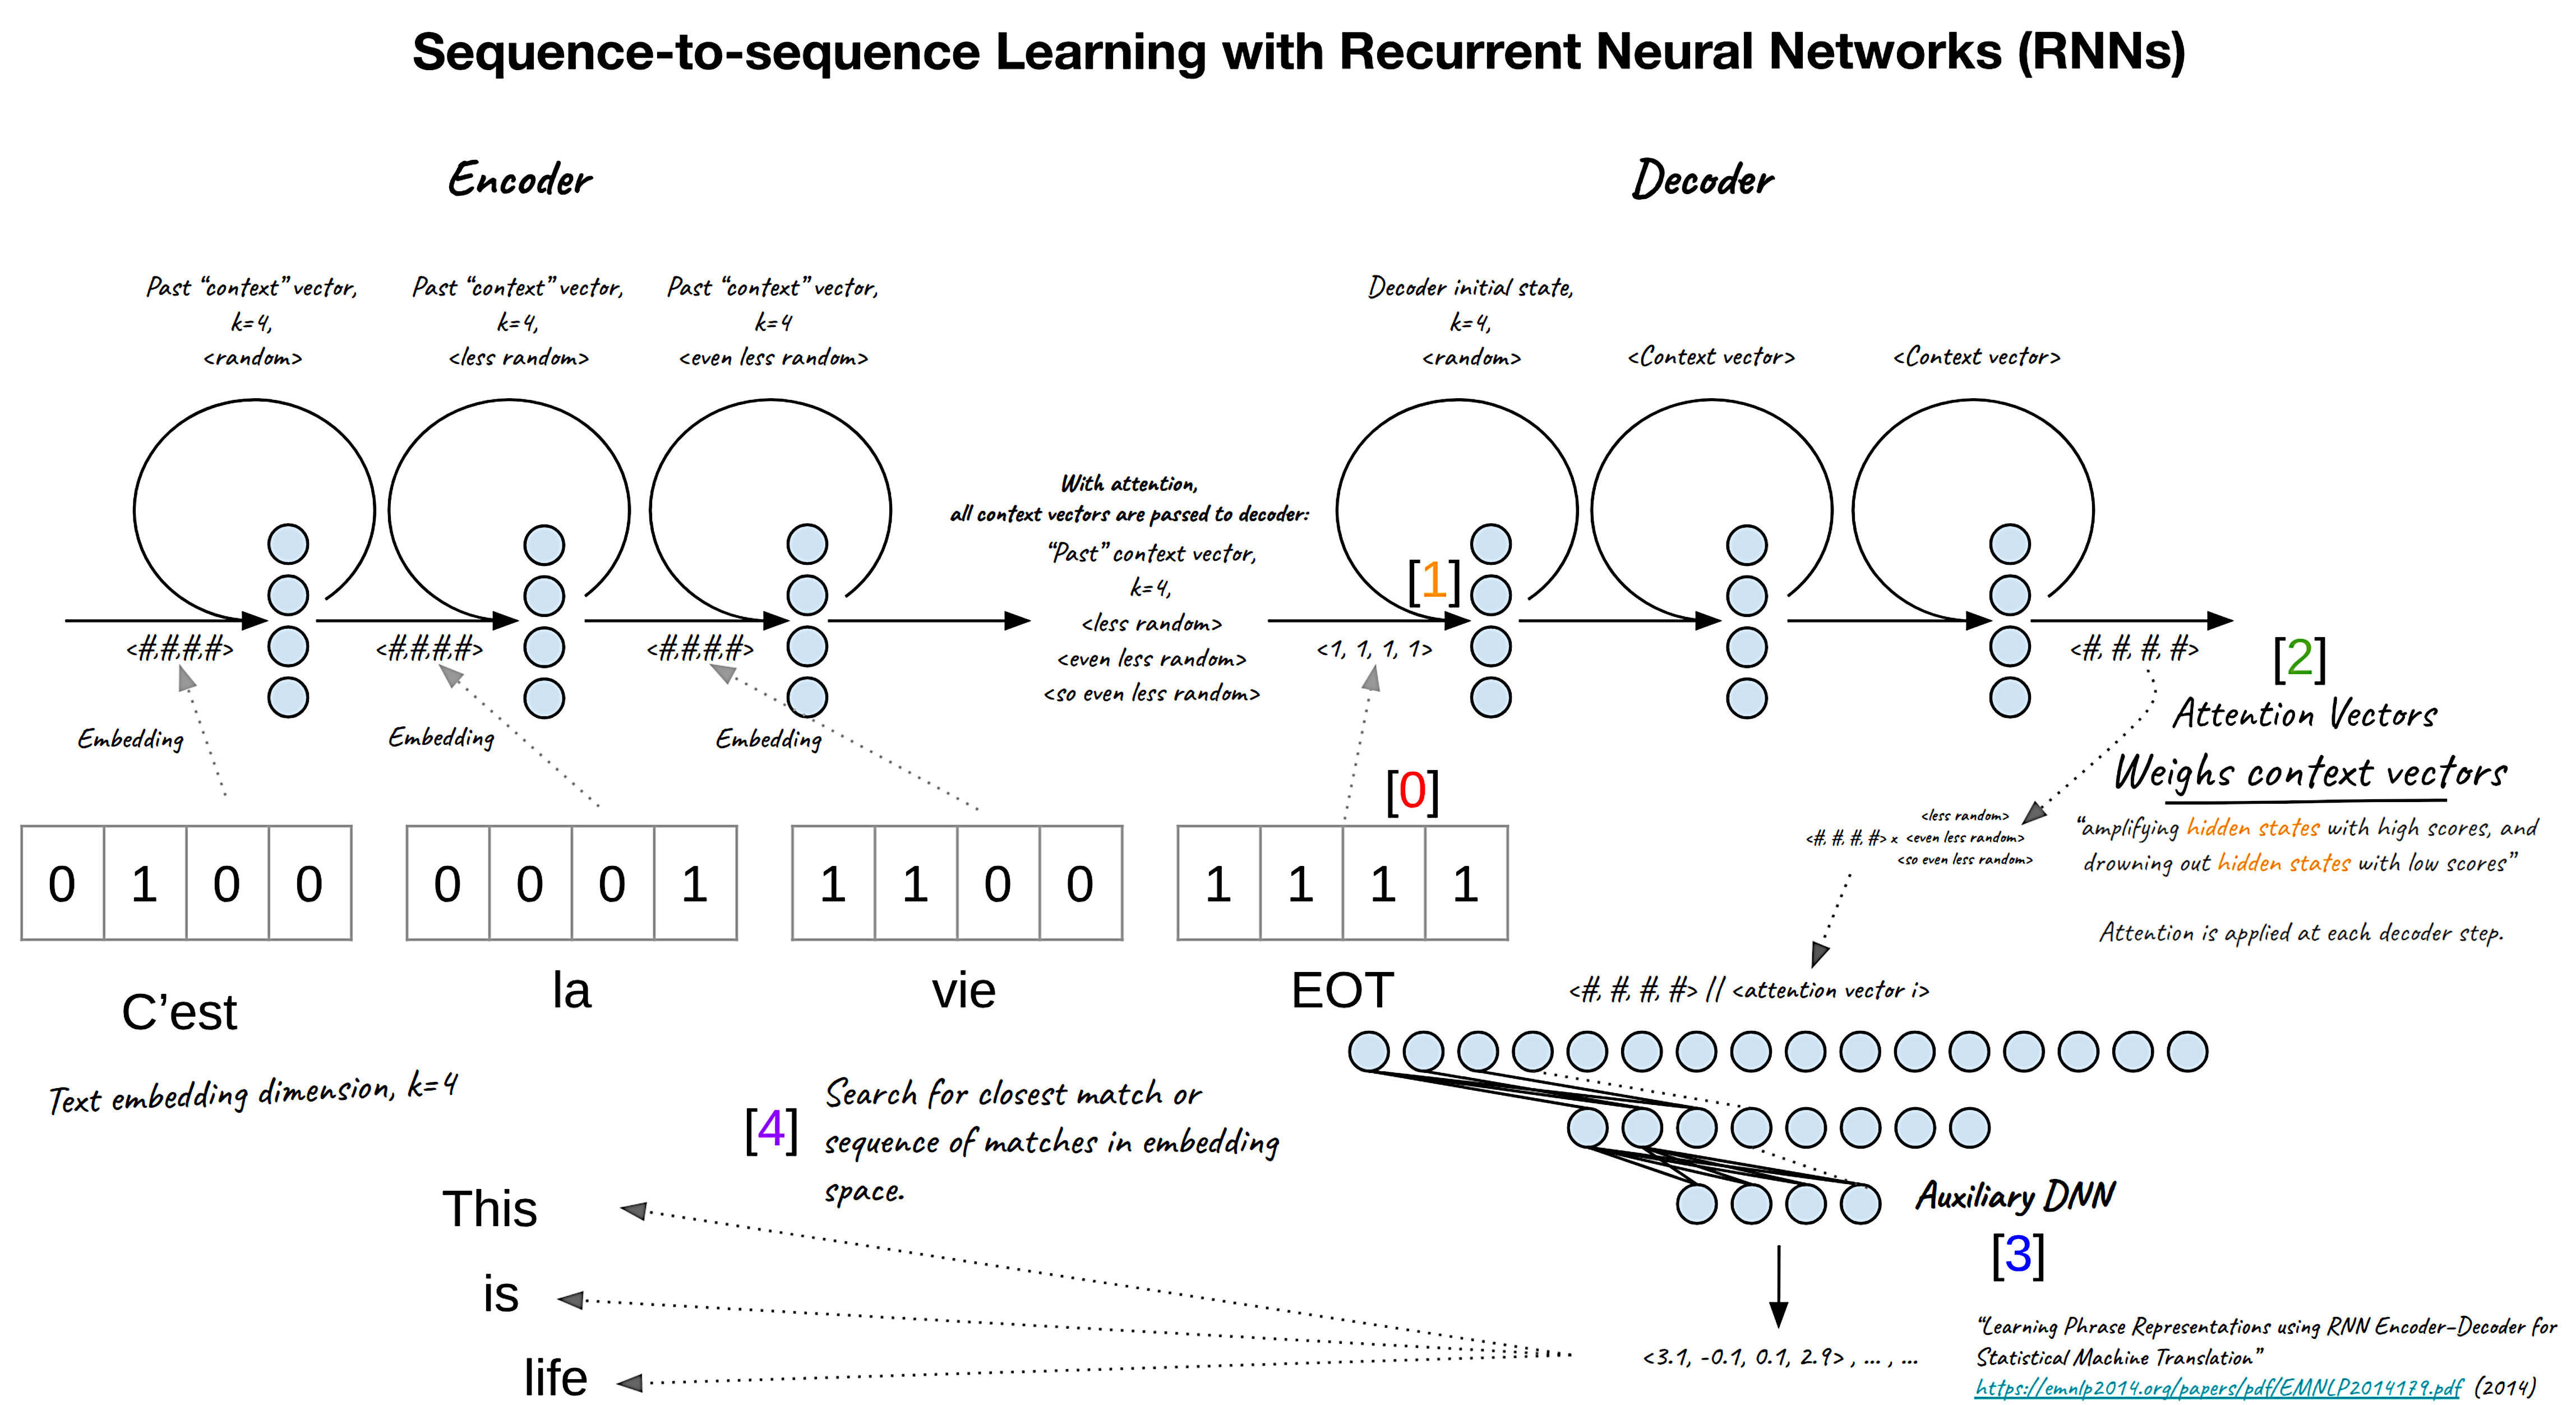 Sequence-to-sequence Learning with Recurrent Neural Networks (RNNs)
Encoder
Decoder
Past “context” vector,
k=4,
<random>
Past “context” vector,
k=4,
<less random>
Past “context” vector,
k=4
<even less random>
Decoder initial state,
k=4,
<random>
<Context vector>
<Context vector>
With attention,
all context vectors are passed to decoder:
“Past” context vector,
k=4,
<less random>
<even less random>
<so even less random>
[1]
<#,#,#,#>
<#,#,#,#>
<#,#,#,#>
<1, 1, 1, 1>
<#, #, #, #>
[2]
Attention Vectors
Weighs context vectors
“amplifying hidden states with high scores, and
drowning out hidden states with low scores”
Attention is applied at each decoder step.
Embedding
Embedding
Embedding
[0]
<less random>
<#, #, #, #> x <even less random>
<so even less random>
0 1 0 0
0 0 0 1
1 1 0 0
1 1 1 1
C’est
la
vie
EOT
<#, #, #, #> // <attention vector i>
Text embedding dimension, k=4
[4]
Search for closest match or
sequence of matches in embedding
space.
This
is
life
Auxiliary DNN
[3]
<3.1, -0.1, 0.1, 2.9> , ... , ...
“Learning Phrase Representations using RNN Encoder–Decoder for
Statistical Machine Translation”
https://emnlp2014.org/papers/pdf/EMNLP2014179.pdf (2014)